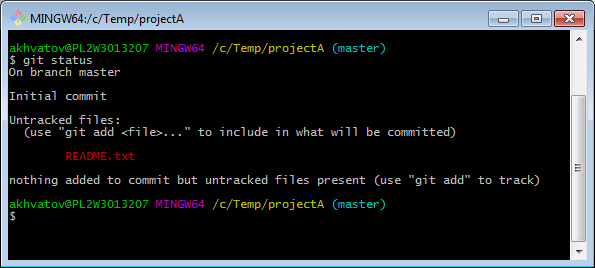 MINGW64:/c/Temp/projectA
akhvatov@PL2W3013207 MINGW64 /c/Temp/projectA (master)
$ git status
On branch master
Initial commit
Untracked files:
(use "git add <file>..." to include in what will be committed)
README.txt
nothing added to commit but untracked files present (use "git add" to track)
akhvatov@PL2W3013207 MINGW64 /c/Temp/projectA (master)
$